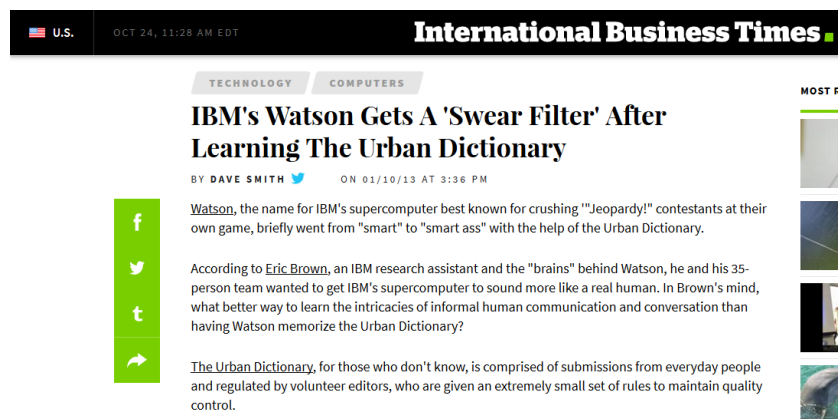 U.S.
OCT 24, 11:28 AM EDT
International Business Times.
TECHNOLOGY
COMPUTERS
IBM's Watson Gets A 'Swear Filter' After
Learning The Urban Dictionary
BY DAVE SMITH ON 01/10/13 AT 3:36 PM
Watson, the name for IBM's supercomputer best known for crushing '"Jeopardy!" contestants at their
own game, briefly went from "smart" to "smart ass" with the help of the Urban Dictionary.
According to Eric Brown, an IBM research assistant and the "brains" behind Watson, he and his 35-
person team wanted to get IBM's supercomputer to sound more like a real human. In Brown's mind,
what better way to learn the intricacies of informal human communication and conversation than
having Watson memorize the Urban Dictionary?
The Urban Dictionary, for those who don't know, is comprised of submissions from everyday people
and regulated by volunteer editors, who are given an extremely small set of rules to maintain quality
control.
MOST